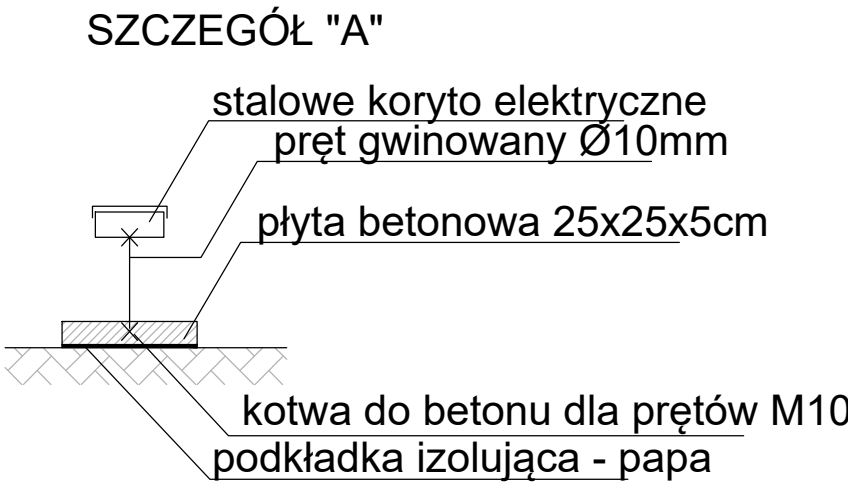 SZCZEGÓŁ "A"
stalowe koryto elektryczne
pręt gwinowany Ø10mm
płyta betonowa 25x25x5cm
kotwa do betonu dla prętów M10
podkładka izolująca - papa